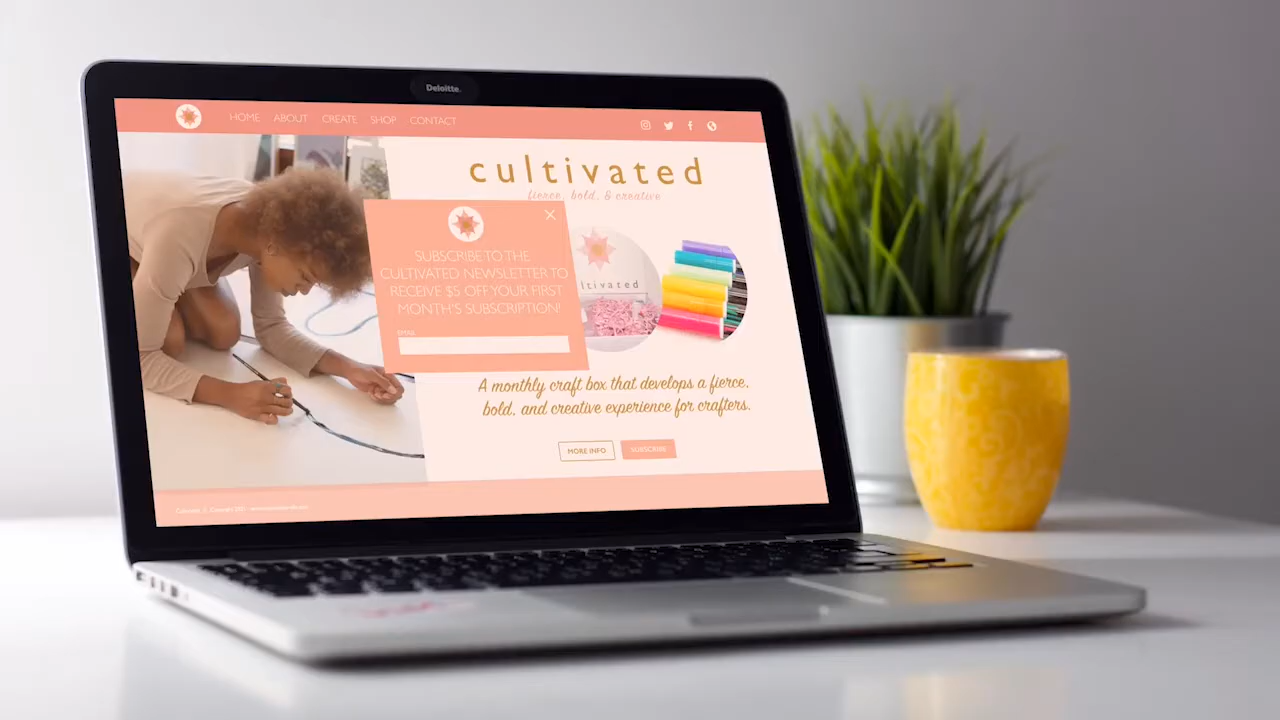 Deloitte.
HOME ABOUT CREATE SHOP CONTACT
cultivated
fierce, bold, & creative
SUBSCRIBE TO THE
CULTIVATED NEWSLETTER TO
RECEIVE $5 OFF YOUR FIRST
MONTH'S SUBSCRIPTION!
EMAIL
ltivated
A monthly craft box that develops a fierce,
bold, and creative experience for crafters.
MORE INFO
SUBSCRIBE